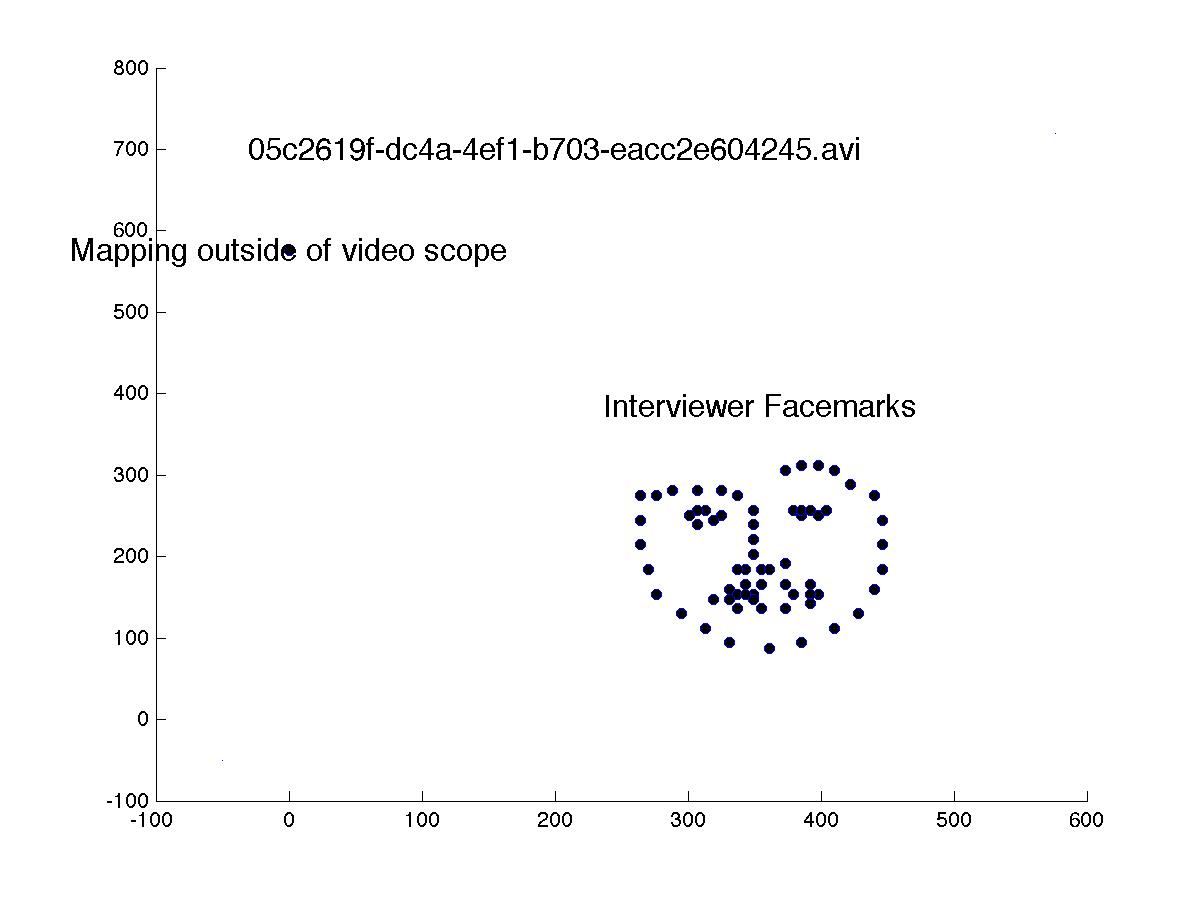 800
700
05c2619f-dc4a-4ef1-b703-eacc2e604245.avi
600
Mapping outside of video scope
500
400
Interviewer Facemarks
300
200
100
0
-100
-100 0 100 200 300 400 500 600